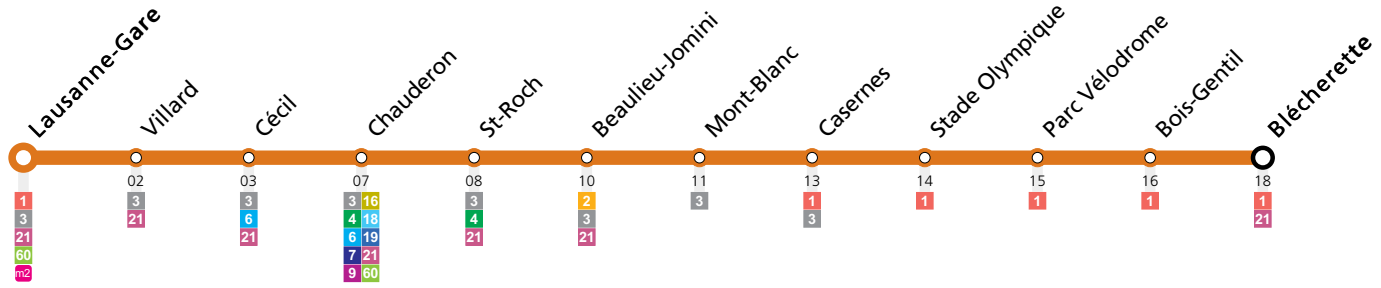 Lausanne-Gare
Villard
Cécil
Chauderon
St-Roch
Beaulieu-Jomini
Mont-Blanc
Casernes
Stade Olympique
Parc Vélodrome
Bois-Gentil
Blécherette
02 03 07 08 10 11 13 14 15 16 18
1 3 3 3 16 3 2 3 1 1 1 1 1
3 21 6 4 18 4 3 3 21
21 21 6 19 21 21
60 7 21
m2 9 60